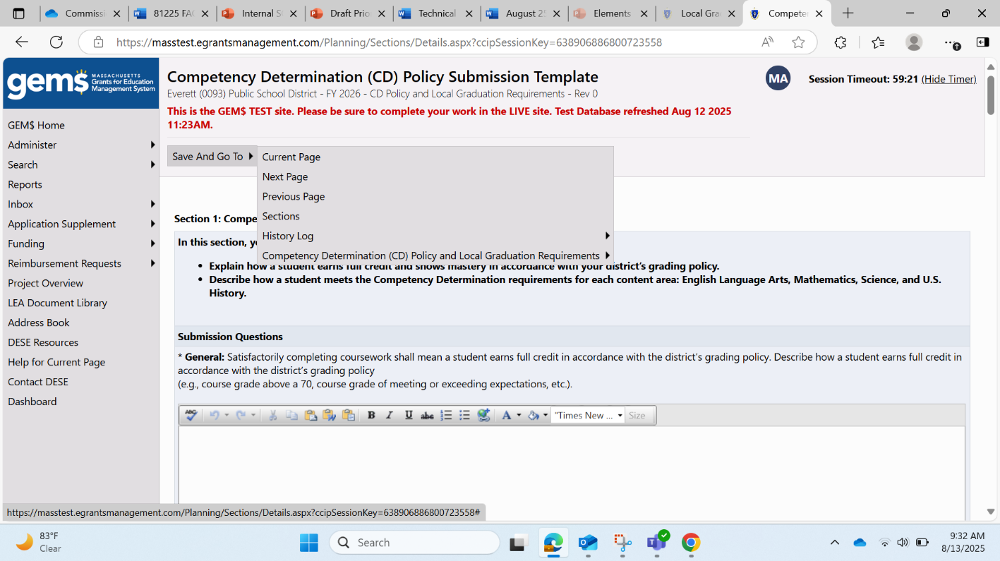 Commissi
81225 FAC
Internal S
Draft Prio
Technical
August 25
Elements
Local Gra
Competen
https://masstest.egrantsmanagement.com/Planning/Sections/Details.aspx?ccipSessionKey=638906886800723558
gems MASSACHUSETTS
Grants for Education
Management System
Competency Determination (CD) Policy Submission Template
Everett (0093) Public School District - FY 2026 - CD Policy and Local Graduation Requirements - Rev 0
This is the GEM$ TEST site. Please be sure to complete your work in the LIVE site. Test Database refreshed Aug 12 2025
11:23AM.
MA
Session Timeout: 59:21 (Hide Timer)
GEM$ Home
Administer
Search
Reports
Inbox
Application Supplement
Funding
Reimbursement Requests
Project Overview
LEA Document Library
Address Book
DESE Resources
Help for Current Page
Contact DESE
Dashboard
Save And Go To
Current Page
Next Page
Previous Page
Sections
History Log
Competency Determination (CD) Policy and Local Graduation Requirements
Section 1: Compe
In this section, y
• Explain how a student earns full credit and shows mastery in accordance with your district's grading policy.
• Describe how a student meets the Competency Determination requirements for each content area: English Language Arts, Mathematics, Science, and U.S.
History.
Submission Questions
* General: Satisfactorily completing coursework shall mean a student earns full credit in accordance with the district's grading policy. Describe how a student earns full credit in
accordance with the district's grading policy
(e.g., course grade above a 70, course grade of meeting or exceeding expectations, etc.).
ABC B I U abc A "Times New ... Size
https://masstest.egrantsmanagement.com/Planning/Sections/Details.aspx?ccipSessionKey=638906886800723558#
83°F
Clear
Search
9:32 AM
8/13/2025